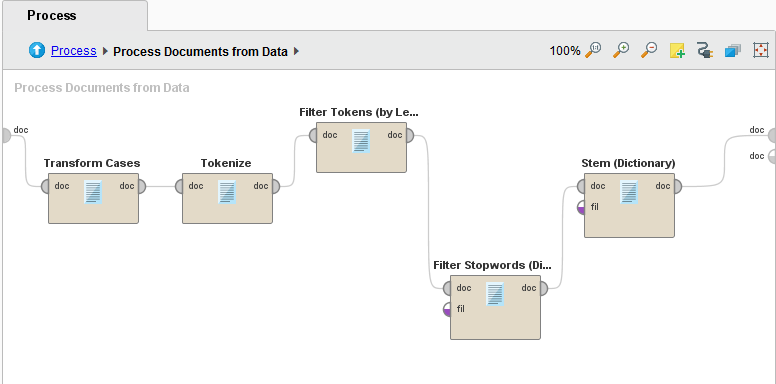 Process
Process Process Documents from Data
100%
Process Documents from Data
Filter Tokens (by Le...
doc
doc doc
doc
doc
Transform Cases
Tokenize
Stem (Dictionary)
doc doc
doc doc
doc doc
fil
Filter Stopwords (Di...
doc doc
fil